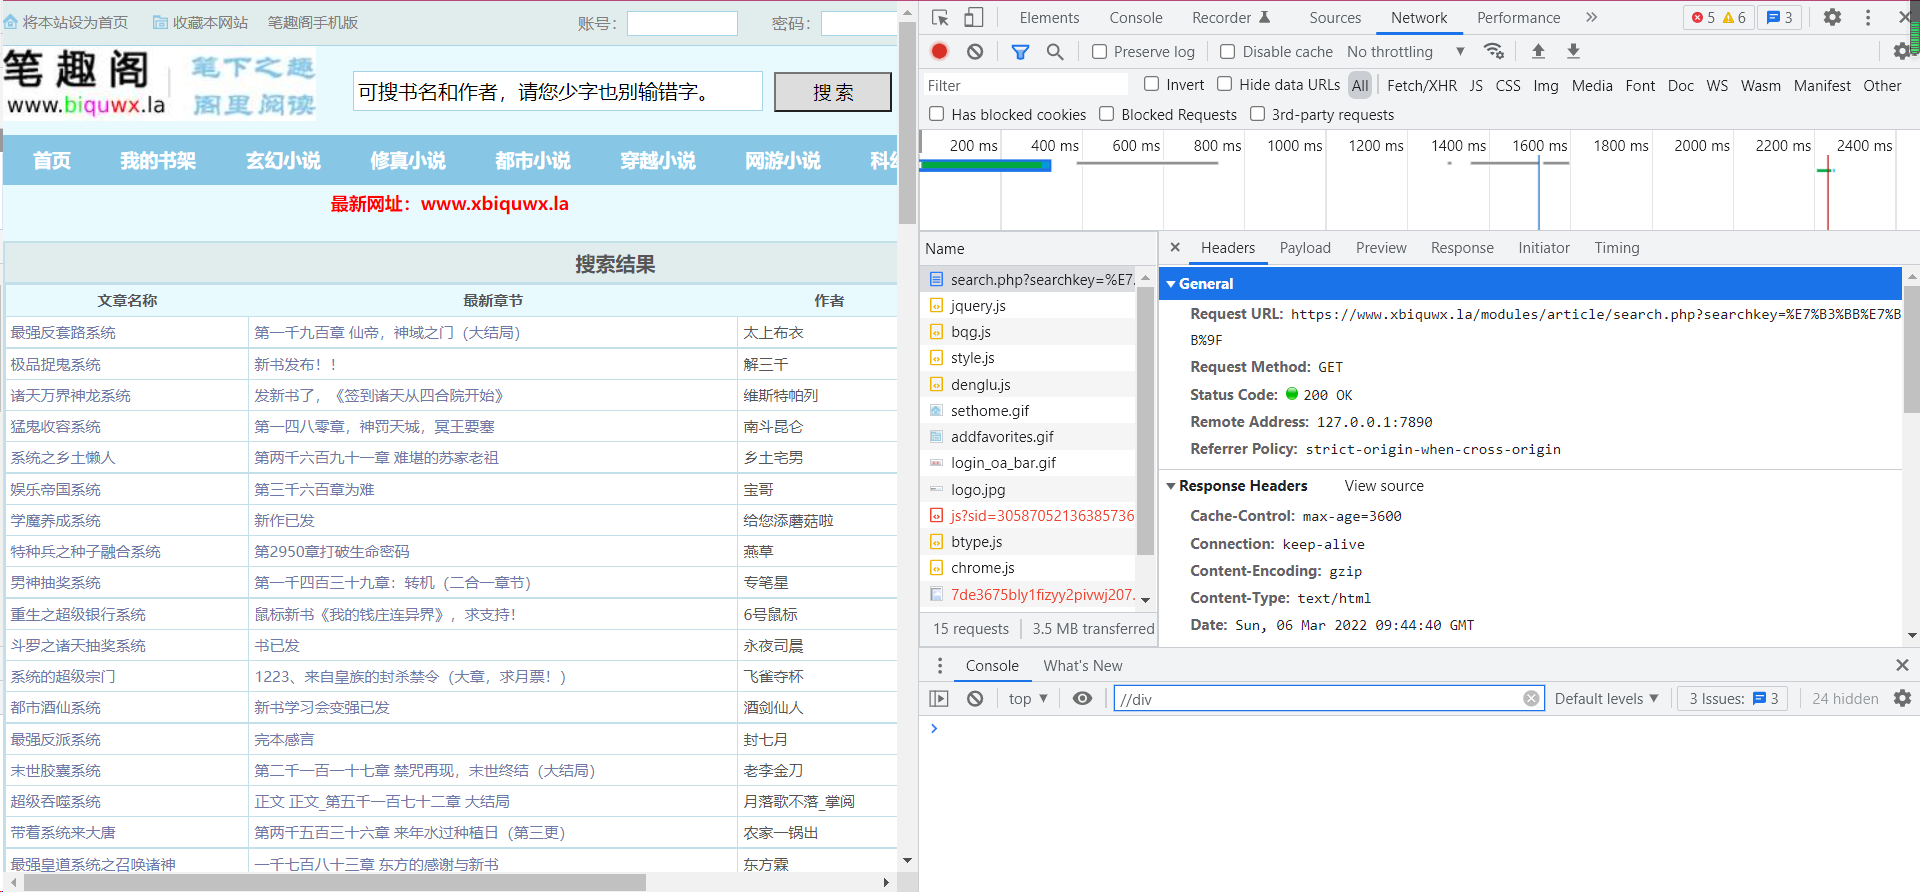 将本站设为首页 收藏本网站 笔趣阁手机版 账号： 密码：
笔趣阁 笔下之趣
www.biquwx.la 阁里阅读
可搜书名和作者，请您少字也别输错字。 搜 索
首页 我的书架 玄幻小说 修真小说 都市小说 穿越小说 网游小说
最新网址：www.xbiquwx.la
搜索结果
文章名称 最新章节 作者
最强反套路系统 第一千九百章 仙帝，神域之门（大结局） 太上布衣
极品捉鬼系统 新书发布！！ 解三千
诸天万界神龙系统 发新书了，《签到诸天从四合院开始》 维斯特帕列
猛鬼收容系统 第一四八零章，神罚天城，冥王要塞 南斗昆仑
系统之乡土懒人 第两千六百九十一章 难堪的苏家老祖 乡土宅男
娱乐帝国系统 第三千六百章为难 宝哥
学魔养成系统 新作已发 给您添蘑菇啦
特种兵之种子融合系统 第2950章打破生命密码 燕草
男神抽奖系统 第一千四百三十九章：转机（二合一章节） 专笔星
重生之超级银行系统 鼠标新书《我的钱庄连异界》，求支持！ 6号鼠标
斗罗之诸天抽奖系统 书已发 永夜司晨
系统的超级宗门 1223、来自皇族的封杀禁令（大章，求月票！） 飞雀夺杯
都市酒仙系统 新书学习会变强已发 酒剑仙人
最强反派系统 完本感言 封七月
末世胶囊系统 第二千一百一十七章 禁咒再现，末世终结（大结局） 老李金刀
超级吞噬系统 正文 正文_第五千一百七十二章 大结局 月落歌不落_掌阅
带着系统来大唐 第两千五百三十六章 来年水过种植日（第三更） 农家一锅出
最强皇道系统之召唤诸神 一千七百八十三章 东方的感谢与新书 东方霖
Elements Console Recorder Sources Network Performance » 5 6 3
Preserve log Disable cache No throttling
Filter Invert Hide data URLs All Fetch/XHR JS CSS Img Media Font Doc WS Wasm Manifest Other
Has blocked cookies Blocked Requests 3rd-party requests
200 ms 400 ms 600 ms 800 ms 1000 ms 1200 ms 1400 ms 1600 ms 1800 ms 2000 ms 2200 ms 2400 ms
Name
search.php?searchkey=%E7.
jquery.js
bqg.js
style.js
denglu.js
sethome.gif
addfavorites.gif
login_oa_bar.gif
logo.jpg
js?sid=30587052136385736
btype.js
chrome.js
7de3675bly1fizyy2pivwj207.
15 requests 3.5 MB transferred
Headers Payload Preview Response Initiator Timing
General
Request URL: https://www.xbiquwx.la/modules/article/search.php?searchkey=%E7%B3%BB%E7%B
B%9F
Request Method: GET
Status Code: 200 OK
Remote Address: 127.0.0.1:7890
Referrer Policy: strict-origin-when-cross-origin
Response Headers View source
Cache-Control: max-age=3600
Connection: keep-alive
Content-Encoding: gzip
Content-Type: text/html
Date: Sun, 06 Mar 2022 09:44:40 GMT
Console What's New
top //div Default levels 3 Issues: 3 24 hidden